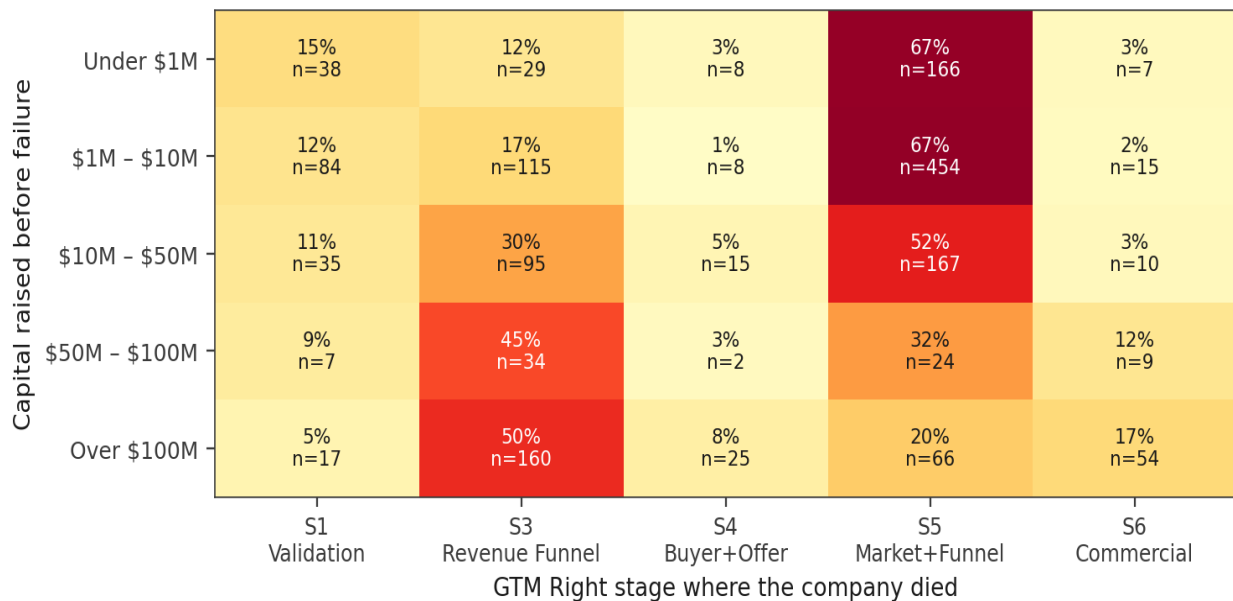 Capital raised before failure
Under $1M
15%
n=38
12%
n=29
3%
n=8
67%
n=166
3%
n=7
$1M – $10M
12%
n=84
17%
n=115
1%
n=8
67%
n=454
2%
n=15
$10M – $50M
11%
n=35
30%
n=95
5%
n=15
52%
n=167
3%
n=10
$50M – $100M
9%
n=7
45%
n=34
3%
n=2
32%
n=24
12%
n=9
Over $100M
5%
n=17
50%
n=160
8%
n=25
20%
n=66
17%
n=54
S1
Validation
S3
Revenue Funnel
S4
Buyer+Offer
S5
Market+Funnel
S6
Commercial
GTM Right stage where the company died